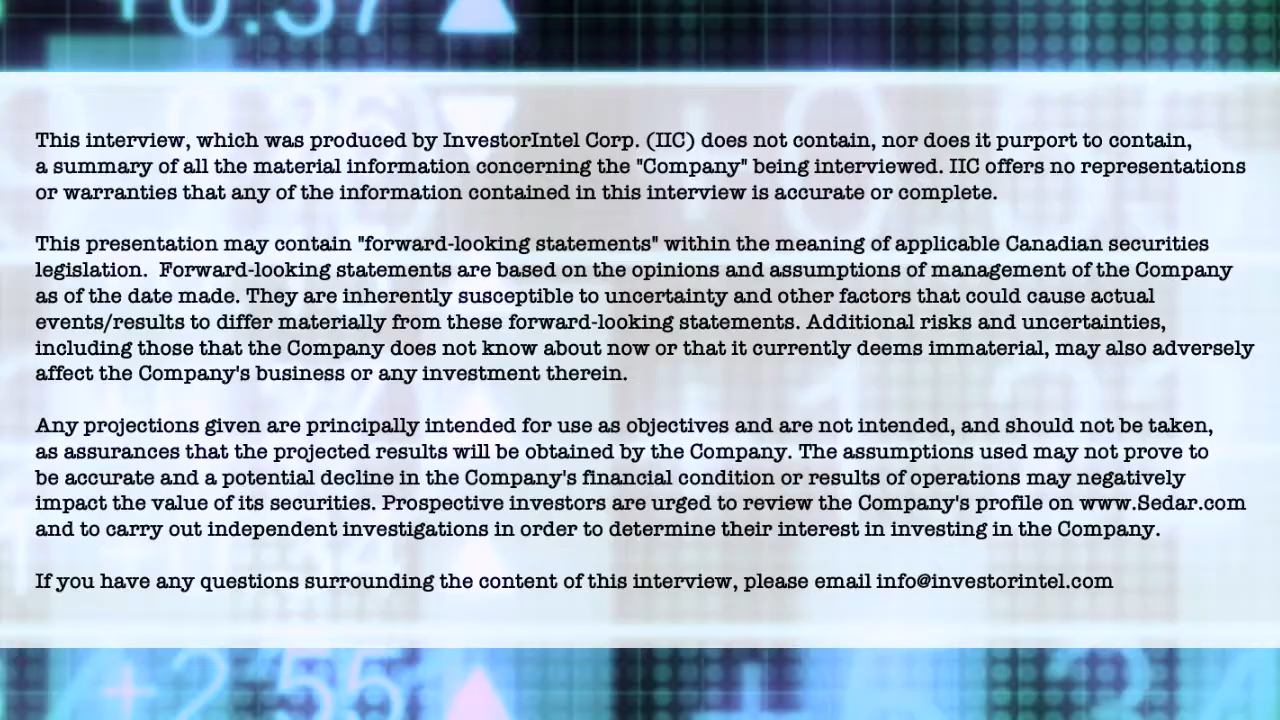 +0.57
This interview, which was produced by InvestorIntel Corp. (IIC) does not contain, nor does it purport to contain,
a summary of all the material information concerning the "Company" being interviewed. IIC offers no representations
or warranties that any of the information contained in this interview is accurate or complete.
This presentation may contain "forward-looking statements" within the meaning of applicable Canadian securities
legislation.  Forward-looking statements are based on the opinions and assumptions of management of the Company
as of the date made. They are inherently susceptible to uncertainty and other factors that could cause actual
events/results to differ materially from these forward-looking statements. Additional risks and uncertainties,
including those that the Company does not know about now or that it currently deems immaterial, may also adversely
affect the Company's business or any investment therein.
Any projections given are principally intended for use as objectives and are not intended, and should not be taken,
as assurances that the projected results will be obtained by the Company. The assumptions used may not prove to
be accurate and a potential decline in the Company's financial condition or results of operations may negatively
impact the value of its securities. Prospective investors are urged to review the Company's profile on www.Sedar.com
and to carry out independent investigations in order to determine their interest in investing in the Company.
If you have any questions surrounding the content of this interview, please email info@investorintel.com
+2.55